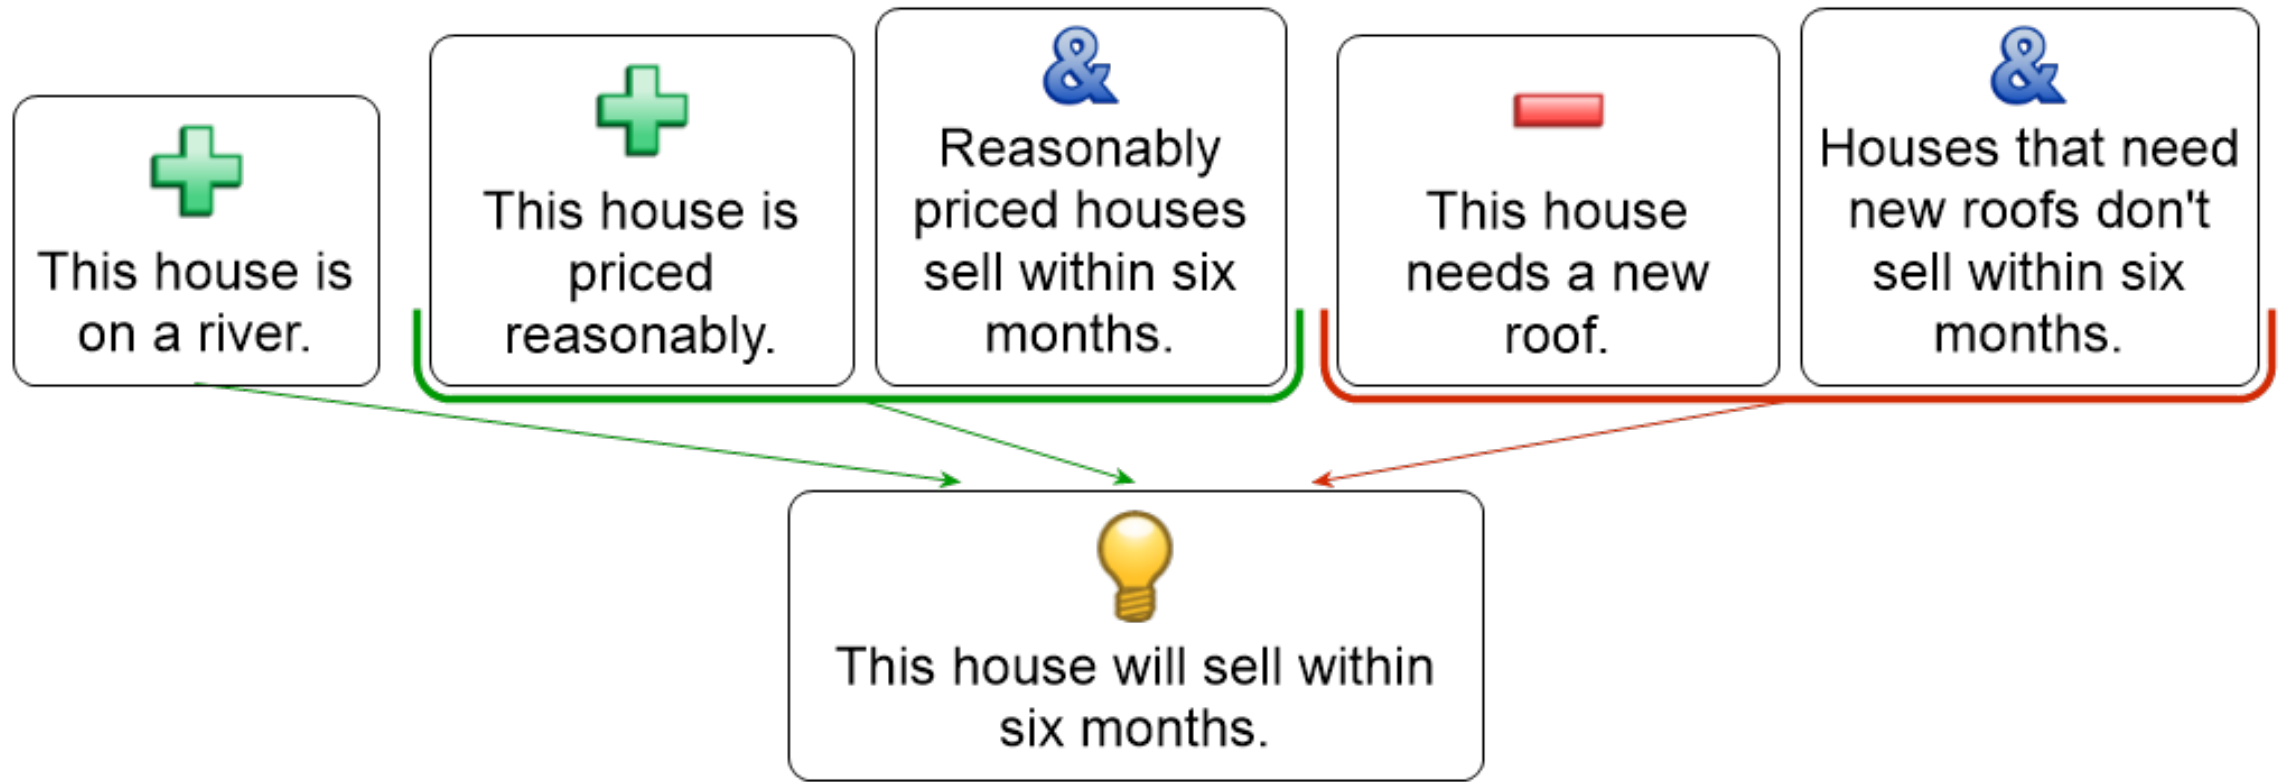 This house is
on a river.
This house is
priced
reasonably.
&
Reasonably
priced houses
sell within six
months.
This house
needs a new
roof.
&
Houses that need
new roofs don't
sell within six
months.
This house will sell within
six months.